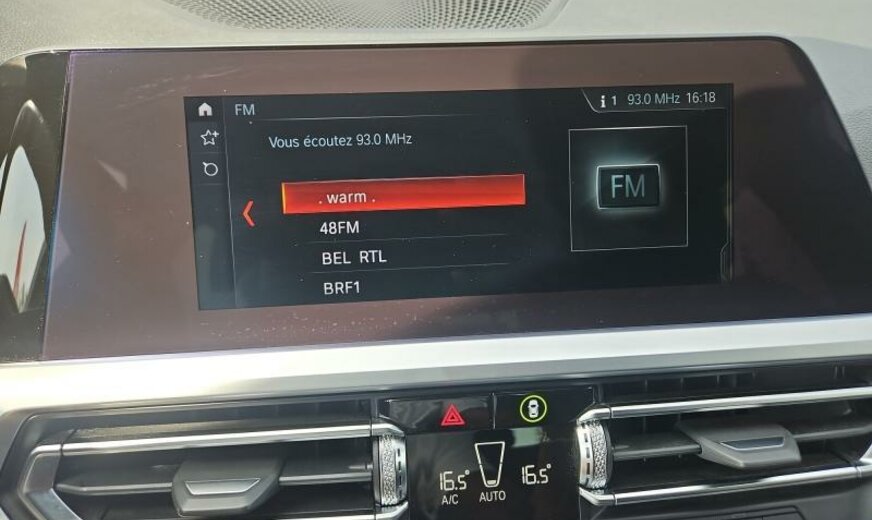 FM
i 1 93.0 MHz 16:18
Vous écoutez 93.0 MHz
FM
. warm .
48FM
BEL RTL
BRF1
16.5° 16.5°
A/C AUTO